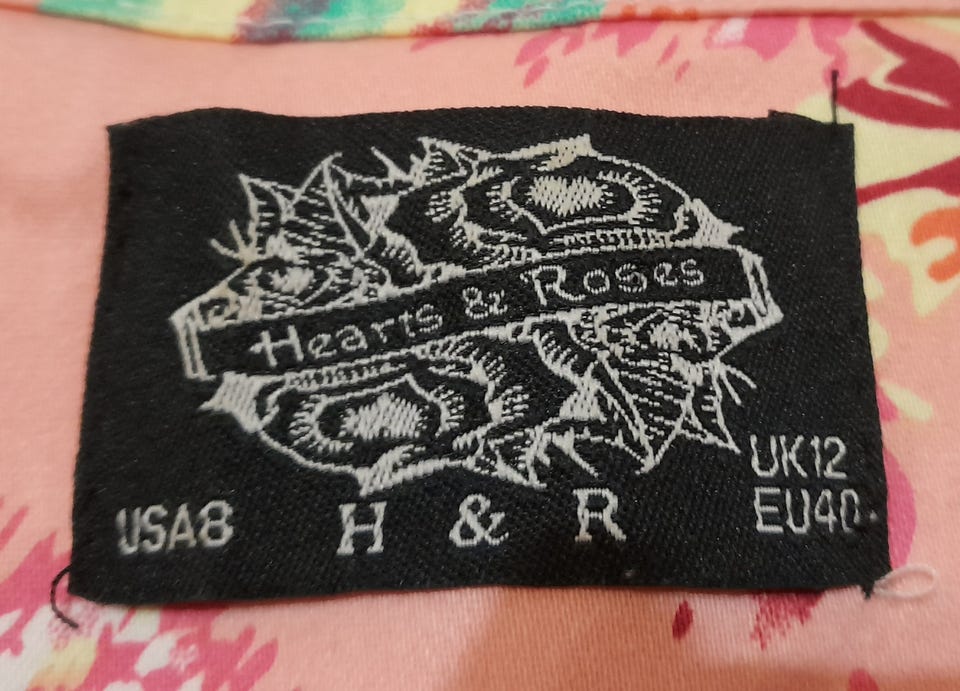 Hearts & Roses
UK12
USA8 H & R EU40